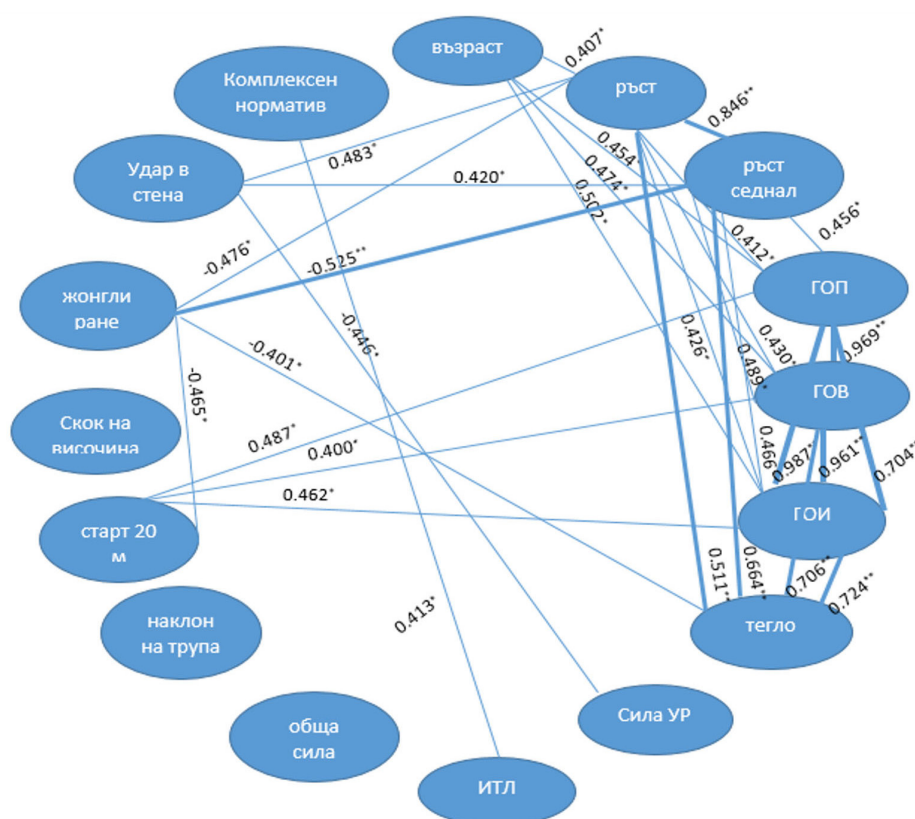 възраст
0.407*
Комплексен
норматив
ръст
0.846**
Удар в
стена
0.483*
0.454*
ръст
седнал
0.420*
0.474*
0.502*
0.456*
-0.476*
-0.525**
0.412*
ГОП
жонгли
ране
-0.446*
0.426*
0.430*
0.969**
-0.401*
0.489*
ГОВ
-0.465*
Скок на
височина
0.487*
0.400*
0.466*
0.987**
0.961**
0.704**
0.462*
ГОИ
старт 20
м
0.511**
0.664**
0.706**
0.724**
0.413*
наклон
на трупа
тегло
обща
сила
Сила УР
ИТЛ